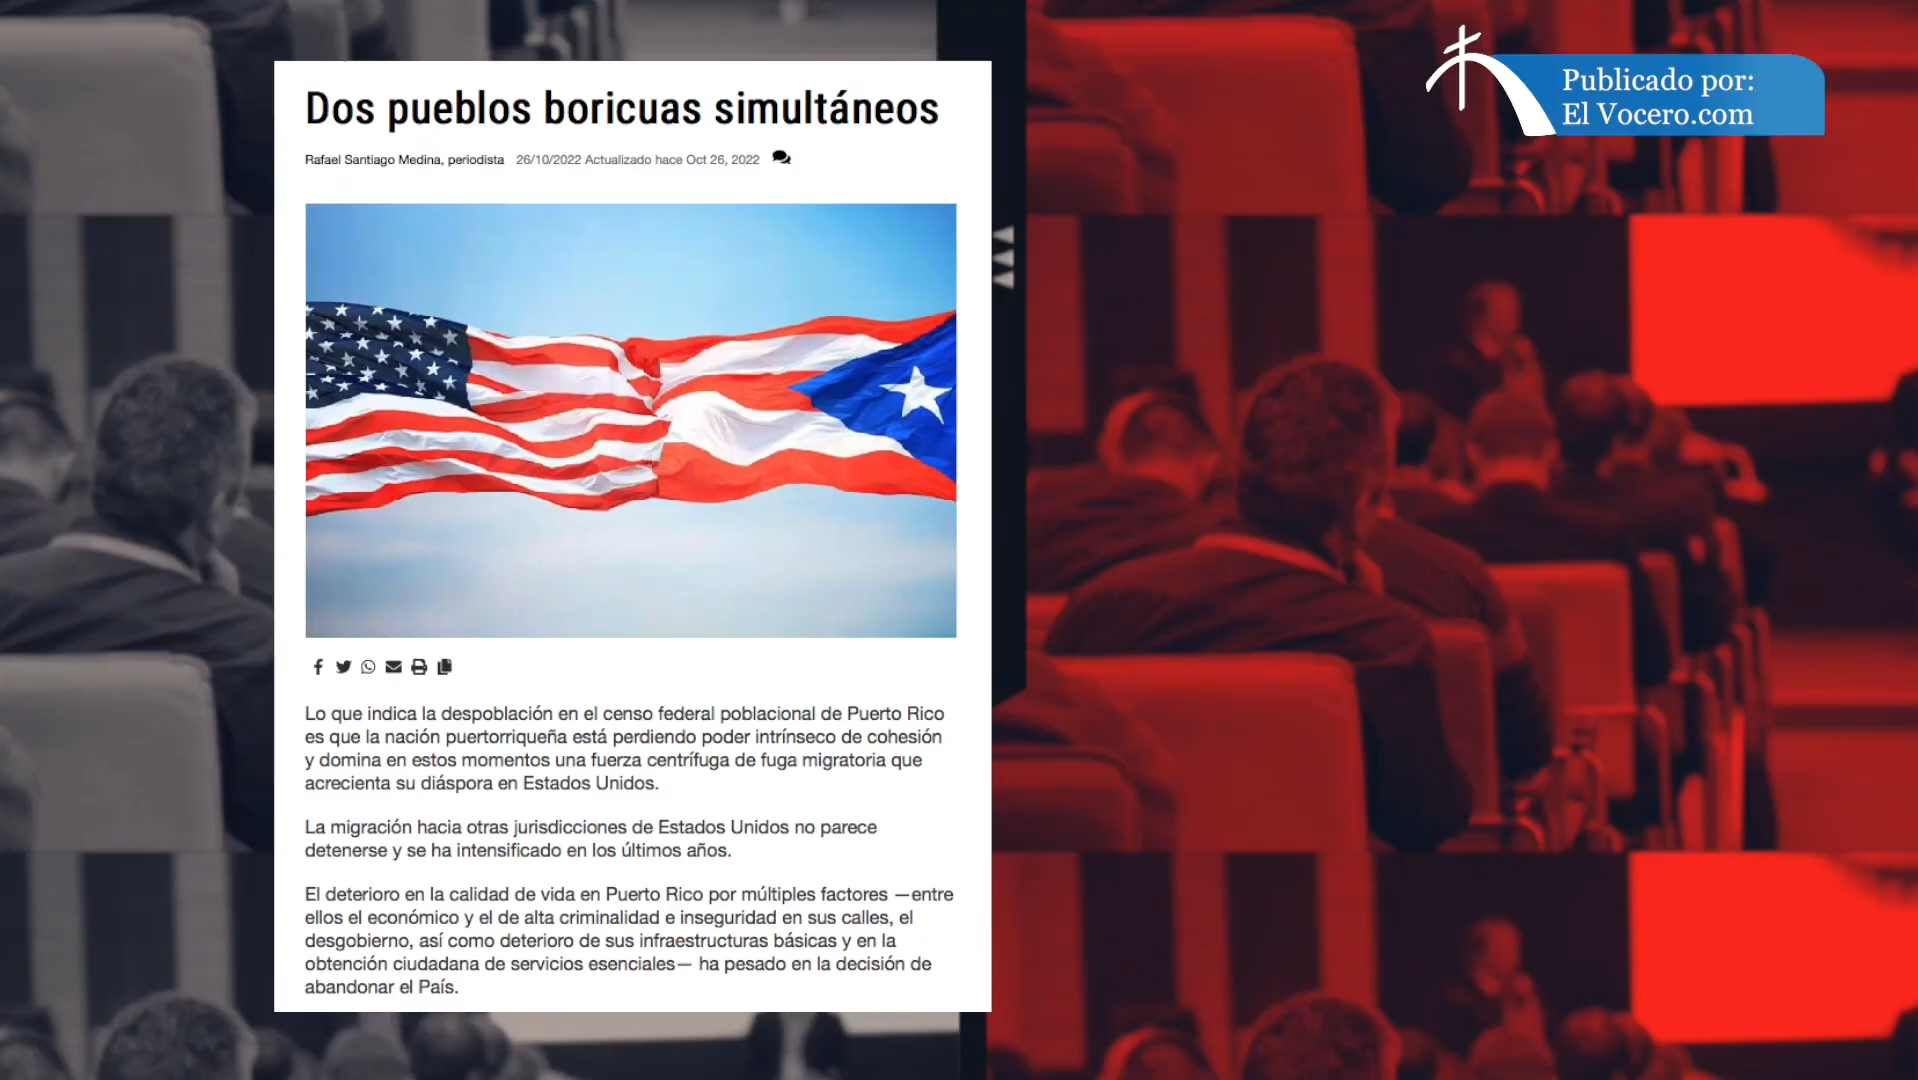 Dos pueblos boricuas simultáneos
Rafael Santiago Medina, periodista 26/10/2022 Actualizado hace Oct 26, 2022
Publicado por:
El Vocero.com
Lo que indica la despoblación en el censo federal poblacional de Puerto Rico
es que la nación puertorriqueña está perdiendo poder intrínseco de cohesión
y domina en estos momentos una fuerza centrífuga de fuga migratoria que
acrecienta su diáspora en Estados Unidos.
La migración hacia otras jurisdicciones de Estados Unidos no parece
detenerse y se ha intensificado en los últimos años.
El deterioro en la calidad de vida en Puerto Rico por múltiples factores —entre
ellos el económico y el de alta criminalidad e inseguridad en sus calles, el
desgobierno, así como deterioro de sus infraestructuras básicas y en la
obtención ciudadana de servicios esenciales— ha pesado en la decisión de
abandonar el País.